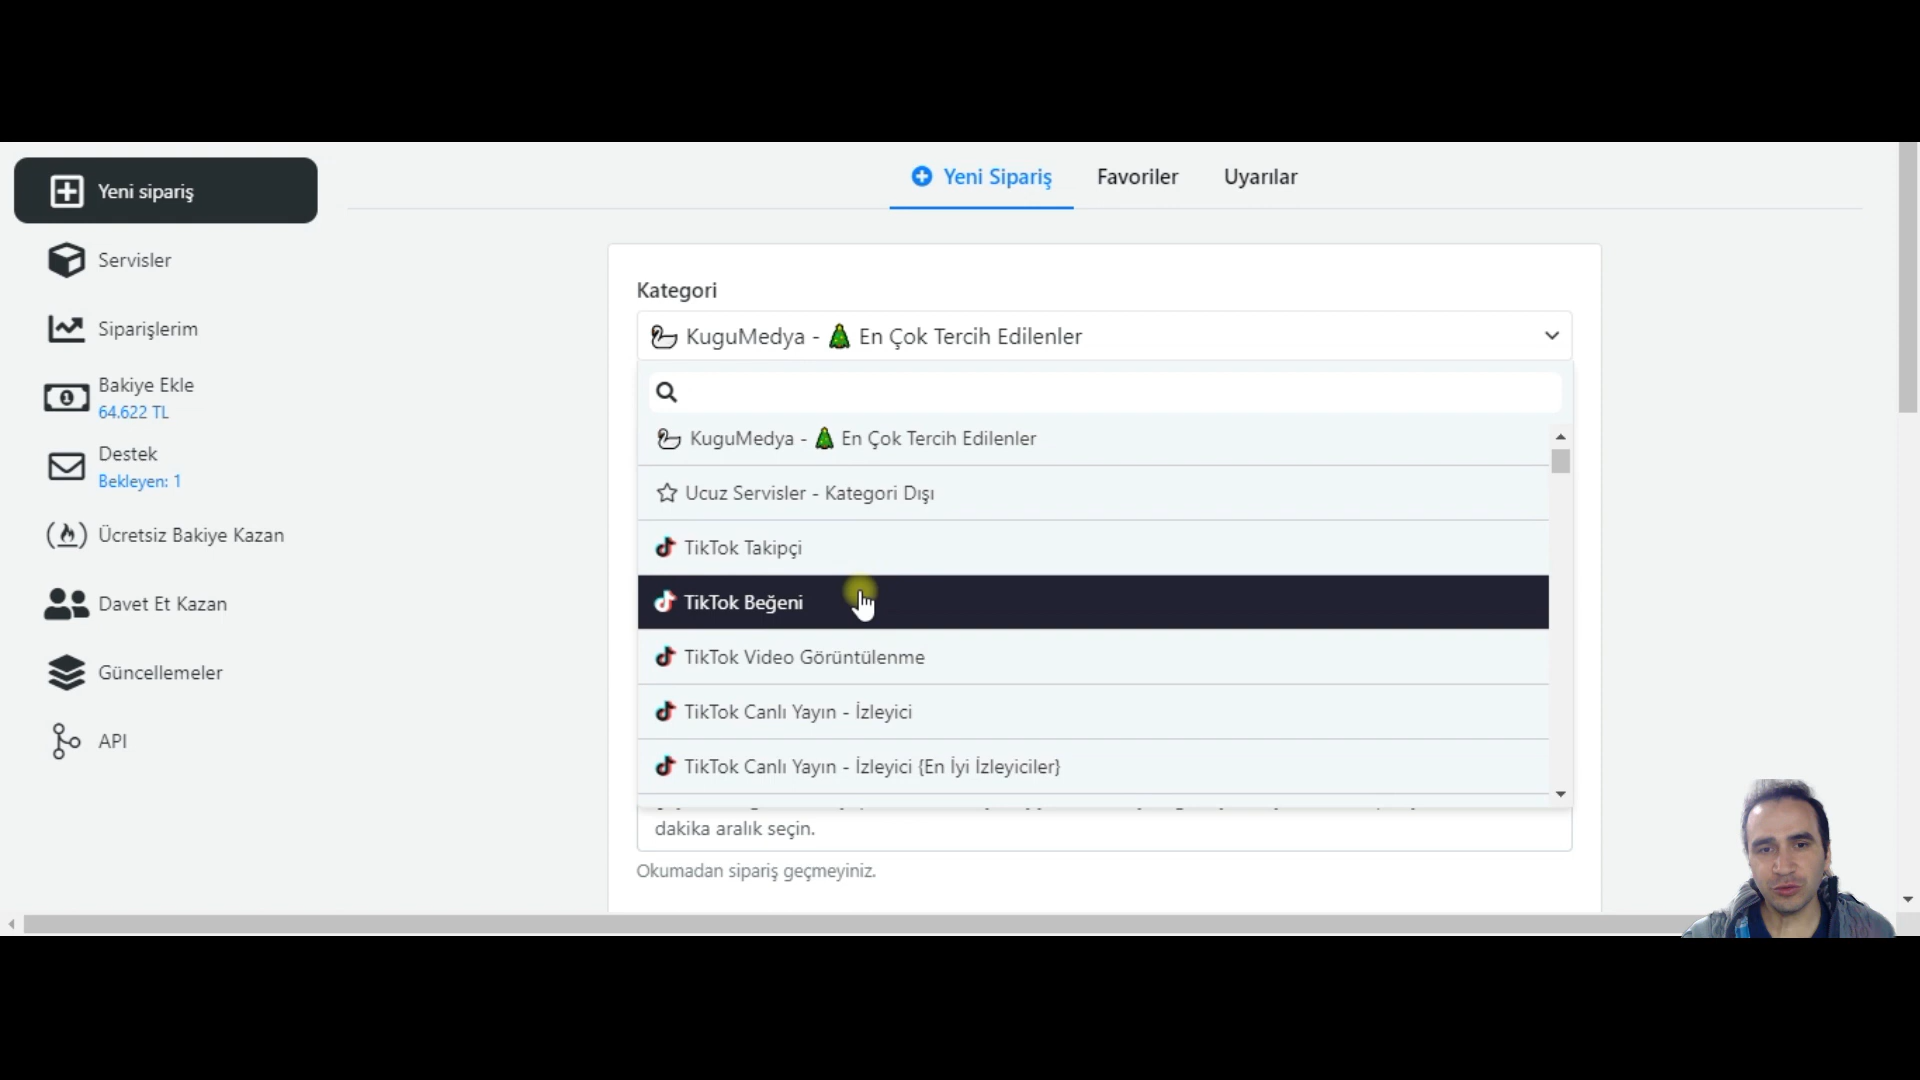 Yeni sipariş
Servisler
Siparişlerim
Bakiye Ekle
64.622 TL
Destek
Bekleyen: 1
Ücretsiz Bakiye Kazan
Davet Et Kazan
Güncellemeler
API
Yeni Sipariş
Favoriler
Uyarılar
Kategori
KuguMedya - 🎄 En Çok Tercih Edilenler
KuguMedya - 🎄 En Çok Tercih Edilenler
Ucuz Servisler - Kategori Dışı
TikTok Takipçi
TikTok Beğeni
TikTok Video Görüntülenme
TikTok Canlı Yayın - İzleyici
TikTok Canlı Yayın - İzleyici {En İyi İzleyiciler}
dakika aralık seçin.
Okumadan sipariş geçmeyiniz.